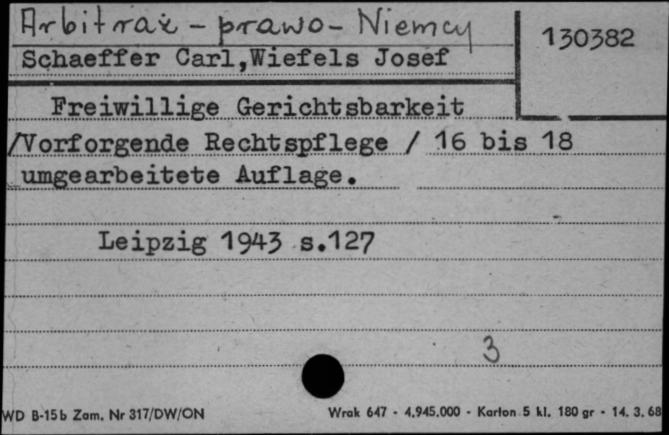 Arbitraż - prawo - Niemcy
130382
Schaeffer Carl,Wiefels Josef
Freiwillige Gerichtsbarkeit
/Vorforgende Rechtspflege / 16 bis 18
umgearbeitete Auflage.
Leipzig 1943 s.127
3
WD B-15b Zam. Nr 317/DW/ON Wrak 647 - 4.945.000 - Karton 5 kl. 180 gr - 14. 3. 68